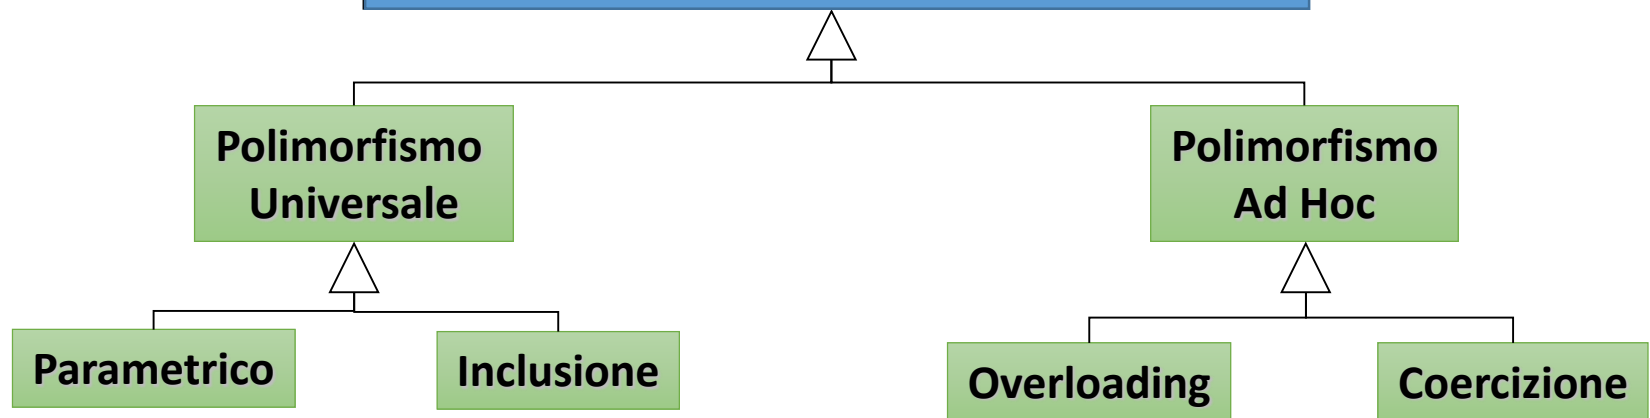 Polimorfismo
Universale
Polimorfismo
Ad Hoc
Parametrico
Inclusione
Overloading
Coercizione